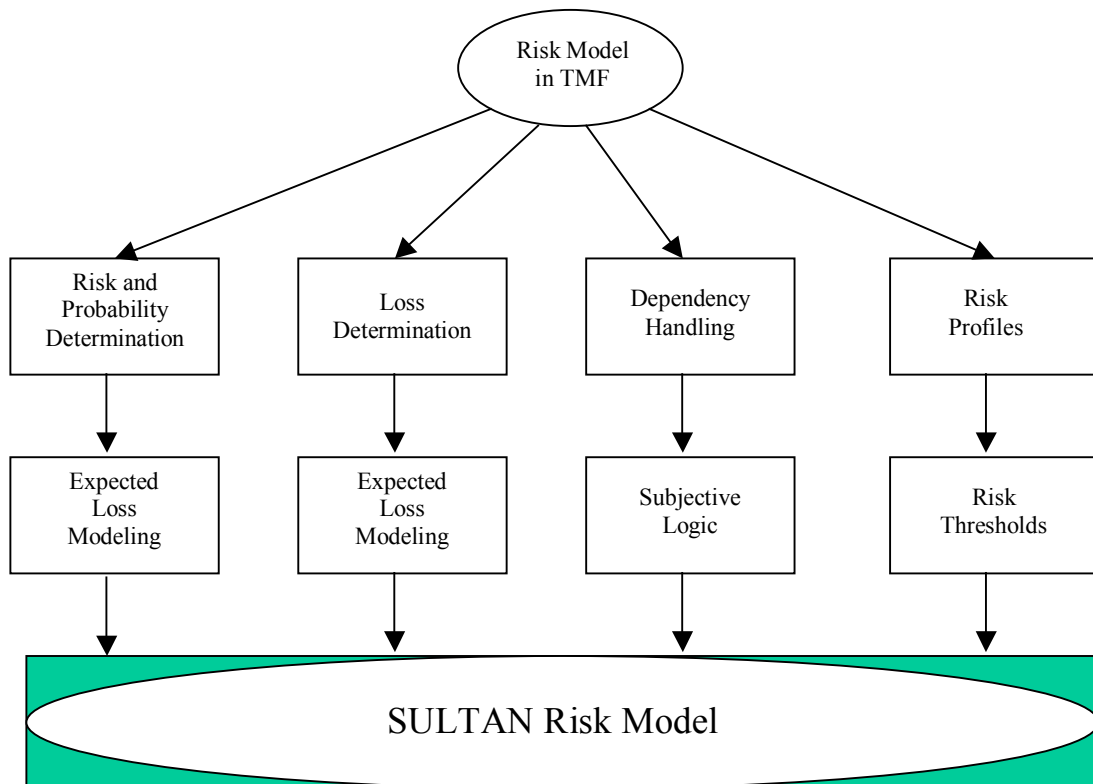 Risk Model
in TMF
Risk and
Probability
Determination
Loss
Determination
Dependency
Handling
Risk
Profiles
Expected
Loss
Modeling
Expected
Loss
Modeling
Subjective
Logic
Risk
Thresholds
SULTAN Risk Model